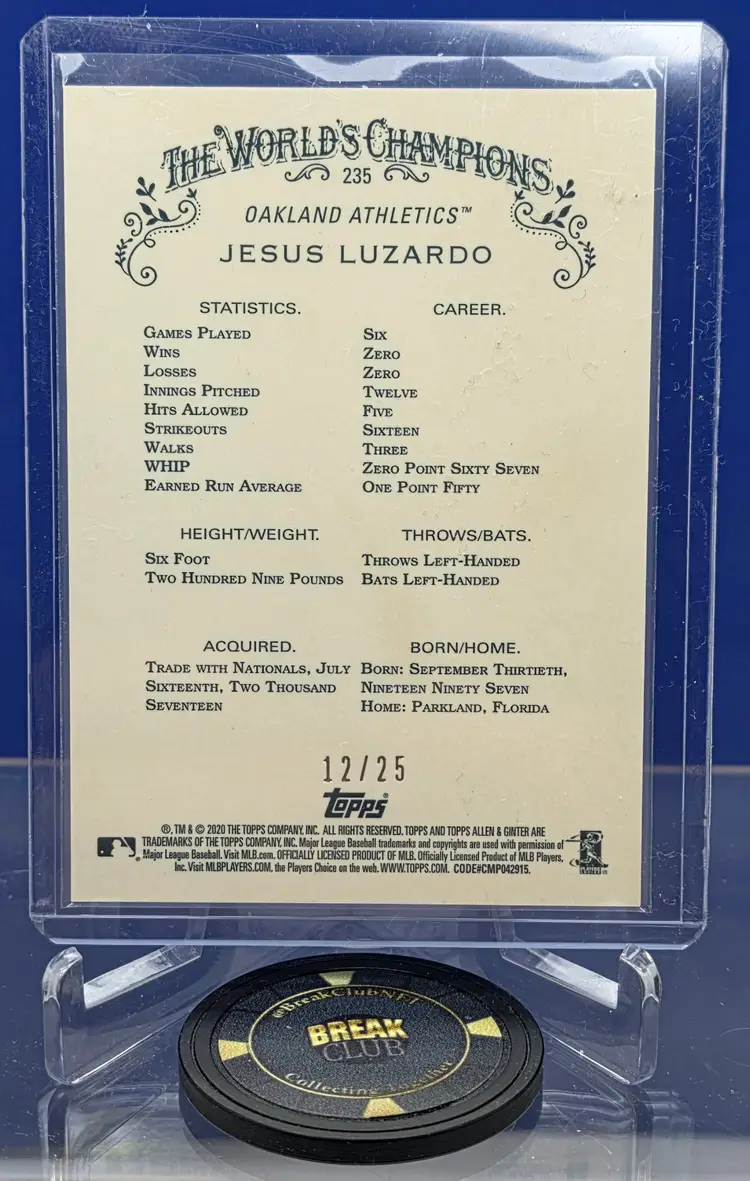 THE WORLD'S CHAMPIONS
235
OAKLAND ATHLETICS™
JESUS LUZARDO
STATISTICS. CAREER.
GAMES PLAYED SIX
WINS ZERO
LOSSES ZERO
INNINGS PITCHED TWELVE
HITS ALLOWED FIVE
STRIKEOUTS SIXTEEN
WALKS THREE
WHIP ZERO POINT SIXTY SEVEN
EARNED RUN AVERAGE ONE POINT FIFTY
HEIGHT/WEIGHT. THROWS/BATS.
SIX FOOT THROWS LEFT-HANDED
TWO HUNDRED NINE POUNDS BATS LEFT-HANDED
ACQUIRED. BORN/HOME.
TRADE WITH NATIONALS, JULY BORN: SEPTEMBER THIRTIETH,
SIXTEENTH, TWO THOUSAND NINETEEN NINETY SEVEN
SEVENTEEN HOME: PARKLAND, FLORIDA
12/25
topps®
®, TM & © 2020 THE TOPPS COMPANY, INC. ALL RIGHTS RESERVED. TOPPS AND TOPPS ALLEN & GINTER ARE
TRADEMARKS OF THE TOPPS COMPANY, INC. Major League Baseball trademarks and copyrights are used with permission of
Major League Baseball. Visit MLB.com. OFFICIALLY LICENSED PRODUCT OF MLB. Officially Licensed Product of MLB Players,
Inc. Visit MLBPLAYERS.COM, the Players Choice on the web. WWW.TOPPS.COM. CODE#CMP042915.
@BreakClubNFT
BREAK
CLUB
Collecting Together